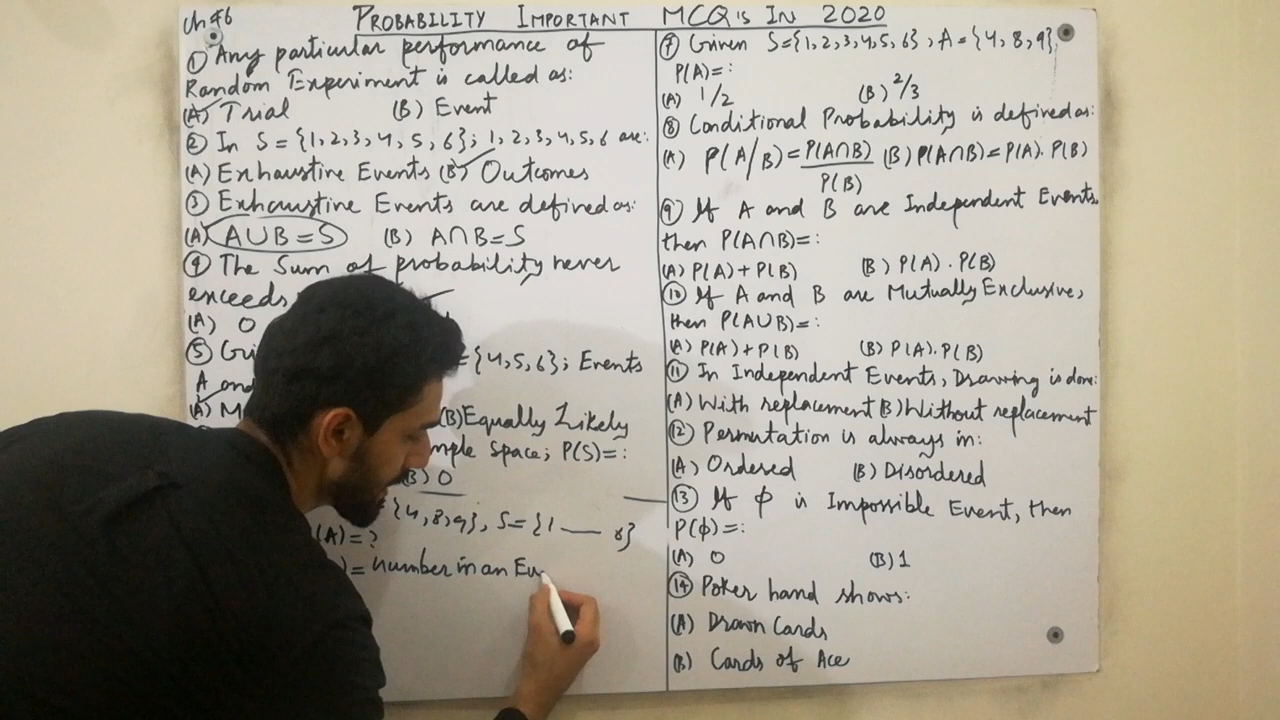 Ch #6
PROBABILITY IMPORTANT MCQ's IN 2020
① Any particular performance of
Random Experiment is called as:
(A) Trial (B) Event
② In S = {1,2,3,4,5,6}; 1,2,3,4,5,6 are:
(A) Exhaustive Events (B) Outcomes
③ Exhaustive Events are defined as:
(A) A∪B=S (B) A∩B=S
④ The Sum of probability never
exceeds
(A) 0
⑤ Gi ={4,5,6}; Events
A and
(A) M (B) Equally Likely
mple Space; P(S)=:
(B) 0
{4,8,9}, S={1 — 8}
(A)=?
)= number in an Ev
⑦ Given S={1,2,3,4,5,6}, A={4,8,9}
P(A)=:
(A) 1/2 (B) 2/3
⑧ Conditional Probability is defined as:
(A) P(A/B)=P(A∩B)/P(B) (B) P(A∩B)=P(A).P(B)
⑨ If A and B are Independent Events,
then P(A∩B)=:
(A) P(A)+P(B) (B) P(A).P(B)
⑩ If A and B are Mutually Exclusive,
then P(A∪B)=:
(A) P(A)+P(B) (B) P(A).P(B)
⑪ In Independent Events, Drawing is done:
(A) With replacement (B) Without replacement
⑫ Permutation is always in:
(A) Ordered (B) Disordered
⑬ If ϕ is Impossible Event, then
P(ϕ)=:
(A) 0 (B) 1
⑭ Poker hand shows:
(A) Drawn Cards
(B) Cards of Ace